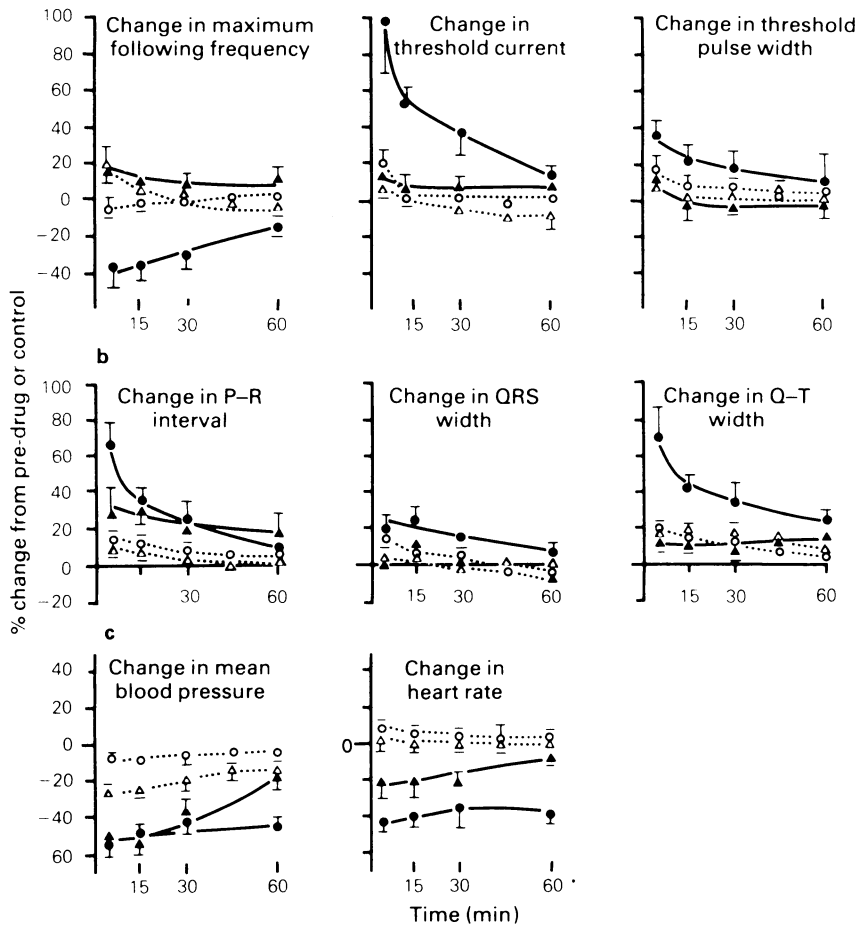 100
80
60
40
20
0
−20
−40
Change in maximum
following frequency
15 30 60
Change in
threshold current
15 30 60
Change in threshold
pulse width
15 30 60
% change from pre-drug or control
b
100
80
60
40
20
0
−20
Change in P–R
interval
30 60
Change in QRS
width
15 30 60
Change in Q–T
width
15 30 60
c
40
20
0
−20
−40
60
Change in mean
blood pressure
15 30 60
0
Change in
heart rate
15 30 60
Time (min)